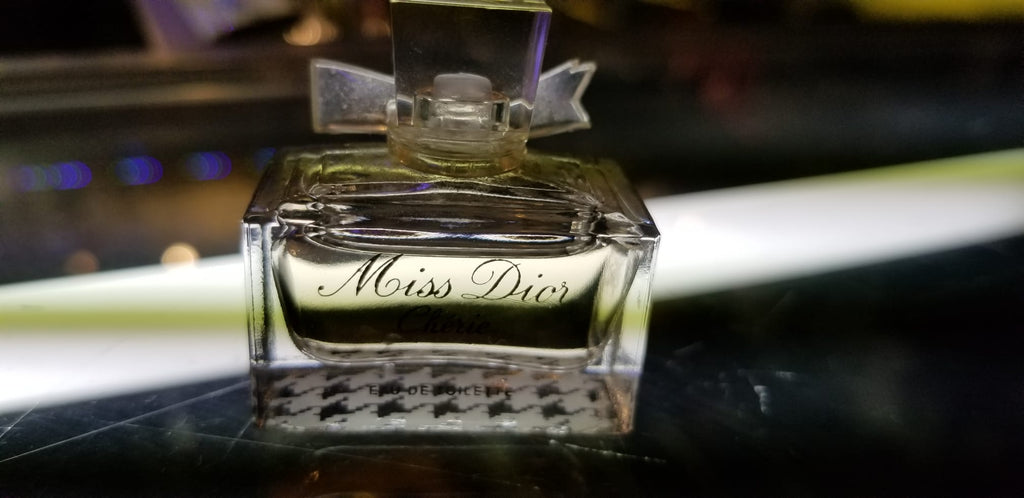 Miss Dior
Chérie
EAU DE TOILETTE